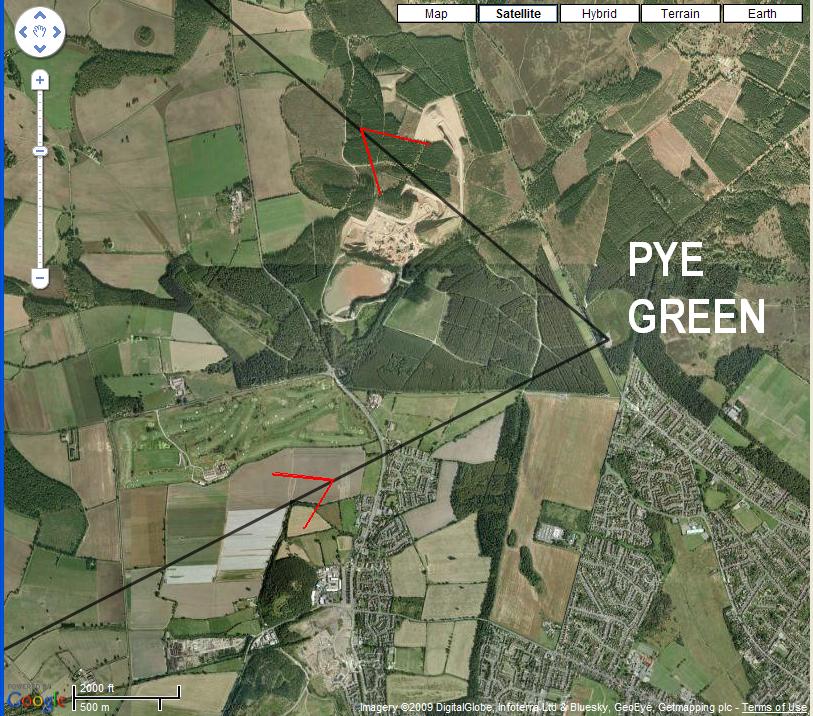 Map Satellite Hybrid Terrain Earth
PYE
GREEN
POWERED BY
Google
2000 ft
500 m
Imagery ©2009 DigitalGlobe, Infoterra Ltd & Bluesky, GeoEye, Getmapping plc - Terms of Use